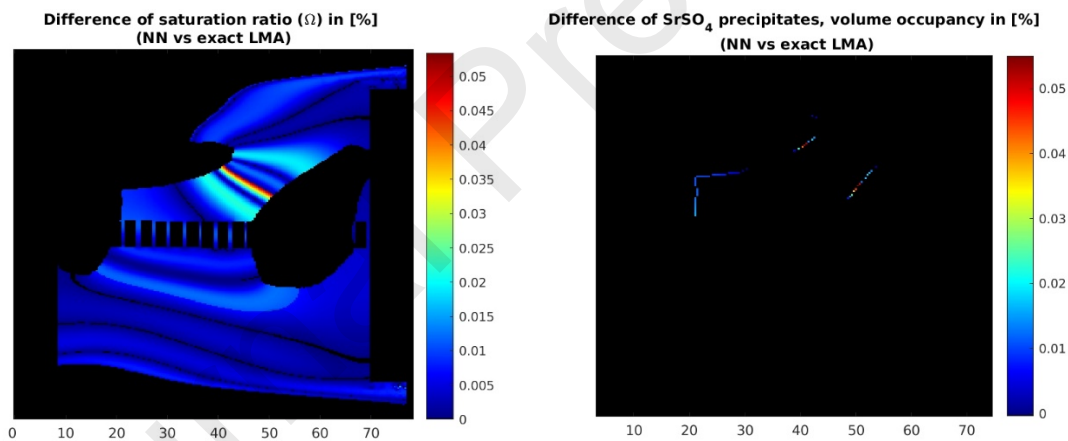 Difference of saturation ratio (Ω) in [%]
(NN vs exact LMA)
0.05
0.045
0.04
0.035
0.03
0.025
0.02
0.015
0.01
0.005
0
0 10 20 30 40 50 60 70
Difference of SrSO4 precipitates, volume occupancy in [%]
(NN vs exact LMA)
0.05
0.04
0.03
0.02
0.01
0
10 20 30 40 50 60 70
Pre